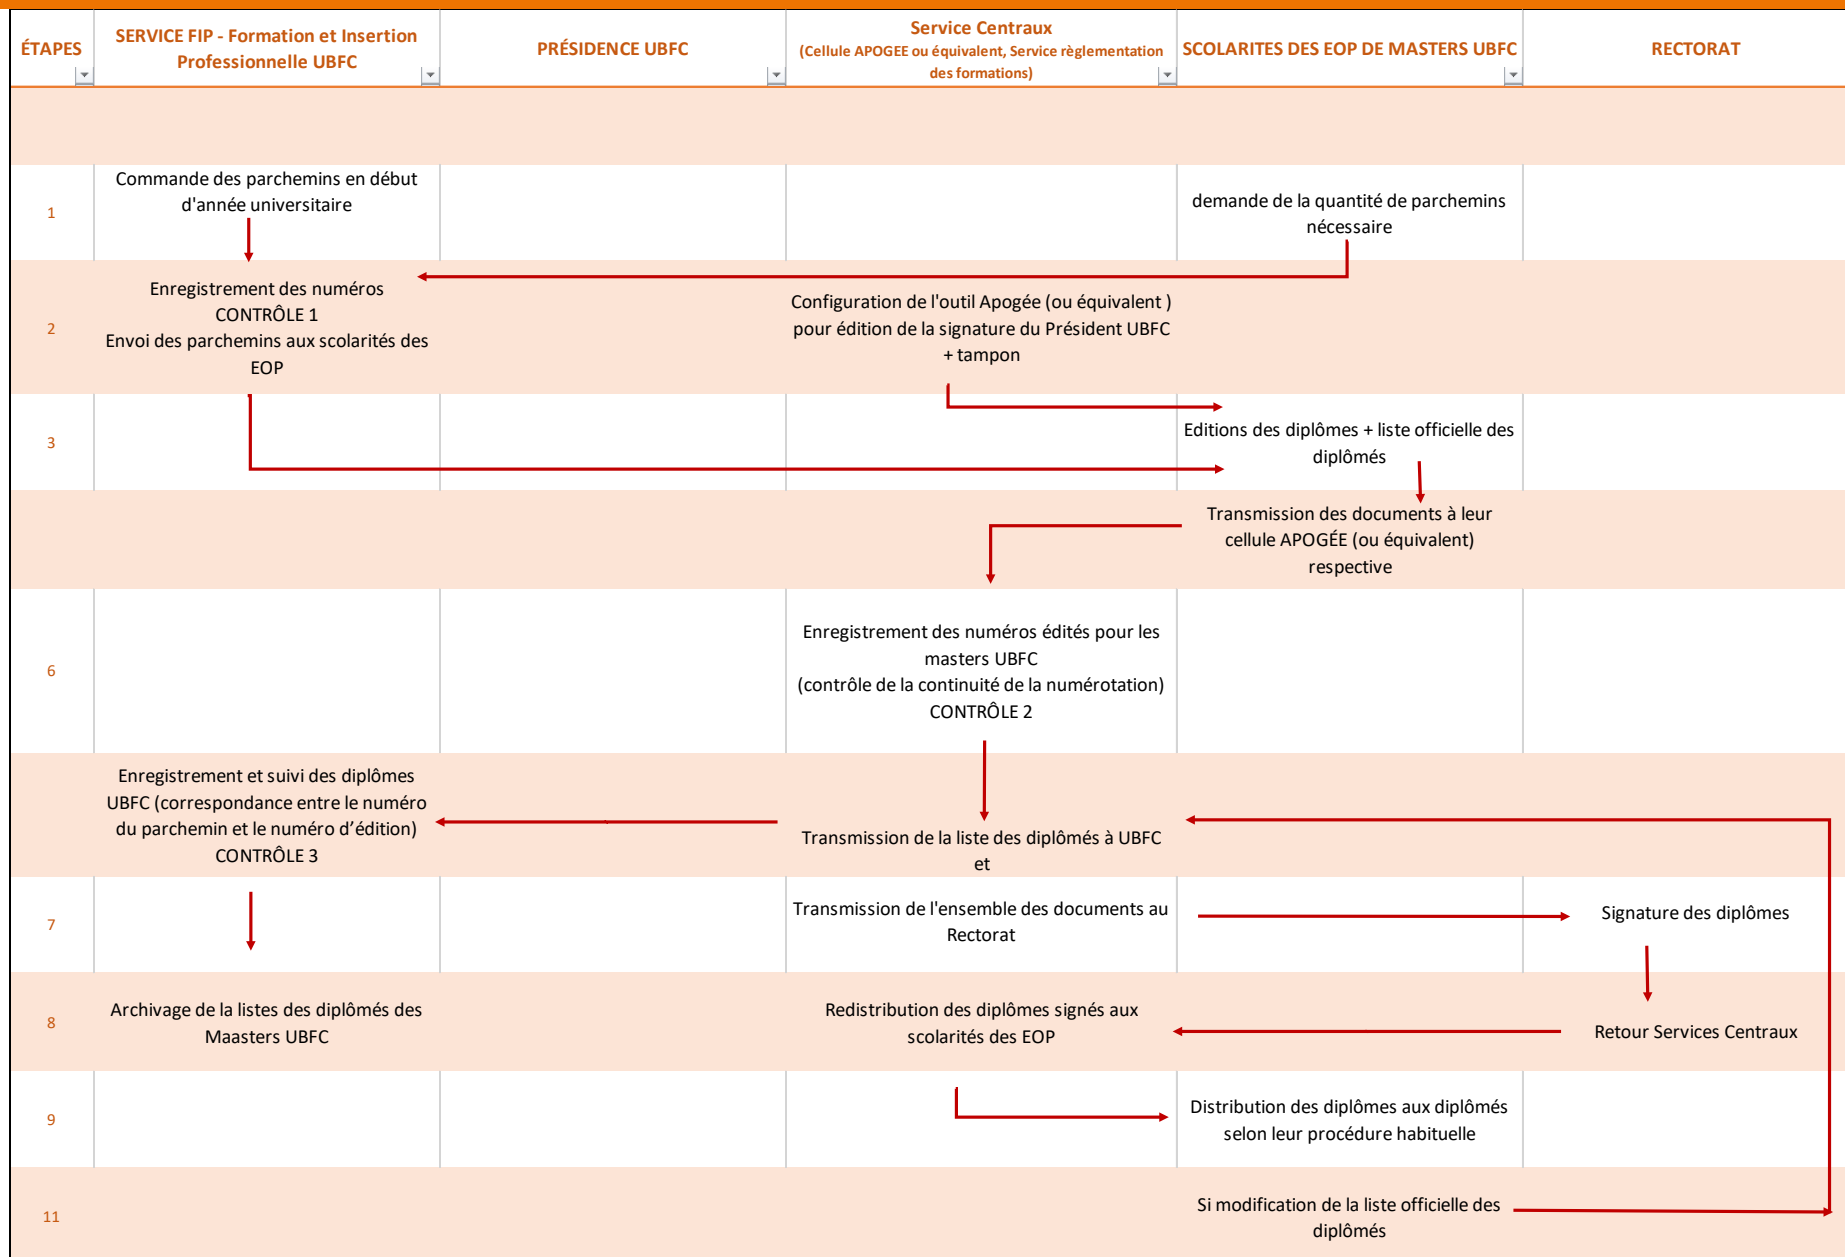 ÉTAPES
SERVICE FIP - Formation et Insertion
Professionnelle UBFC
PRÉSIDENCE UBFC
Service Centraux
(Cellule APOGEE ou équivalent, Service règlementation
des formations)
SCOLARITES DES EOP DE MASTERS UBFC
RECTORAT
1
Commande des parchemins en début
d'année universitaire
demande de la quantité de parchemins
nécessaire
2
Enregistrement des numéros
CONTRÔLE 1
Envoi des parchemins aux scolarités des
EOP
Configuration de l'outil Apogée (ou équivalent )
pour édition de la signature du Président UBFC
+ tampon
3
Editions des diplômes + liste officielle des
diplômés
Transmission des documents à leur
cellule APOGÉE (ou équivalent)
respective
6
Enregistrement des numéros édités pour les
masters UBFC
(contrôle de la continuité de la numérotation)
CONTRÔLE 2
Enregistrement et suivi des diplômes
UBFC (correspondance entre le numéro
du parchemin et le numéro d’édition)
CONTRÔLE 3
Transmission de la liste des diplômés à UBFC
et
7
Transmission de l'ensemble des documents au
Rectorat
Signature des diplômes
8
Archivage de la listes des diplômés des
Maasters UBFC
Redistribution des diplômes signés aux
scolarités des EOP
Retour Services Centraux
9
Distribution des diplômes aux diplômés
selon leur procédure habituelle
11
Si modification de la liste officielle des
diplômés